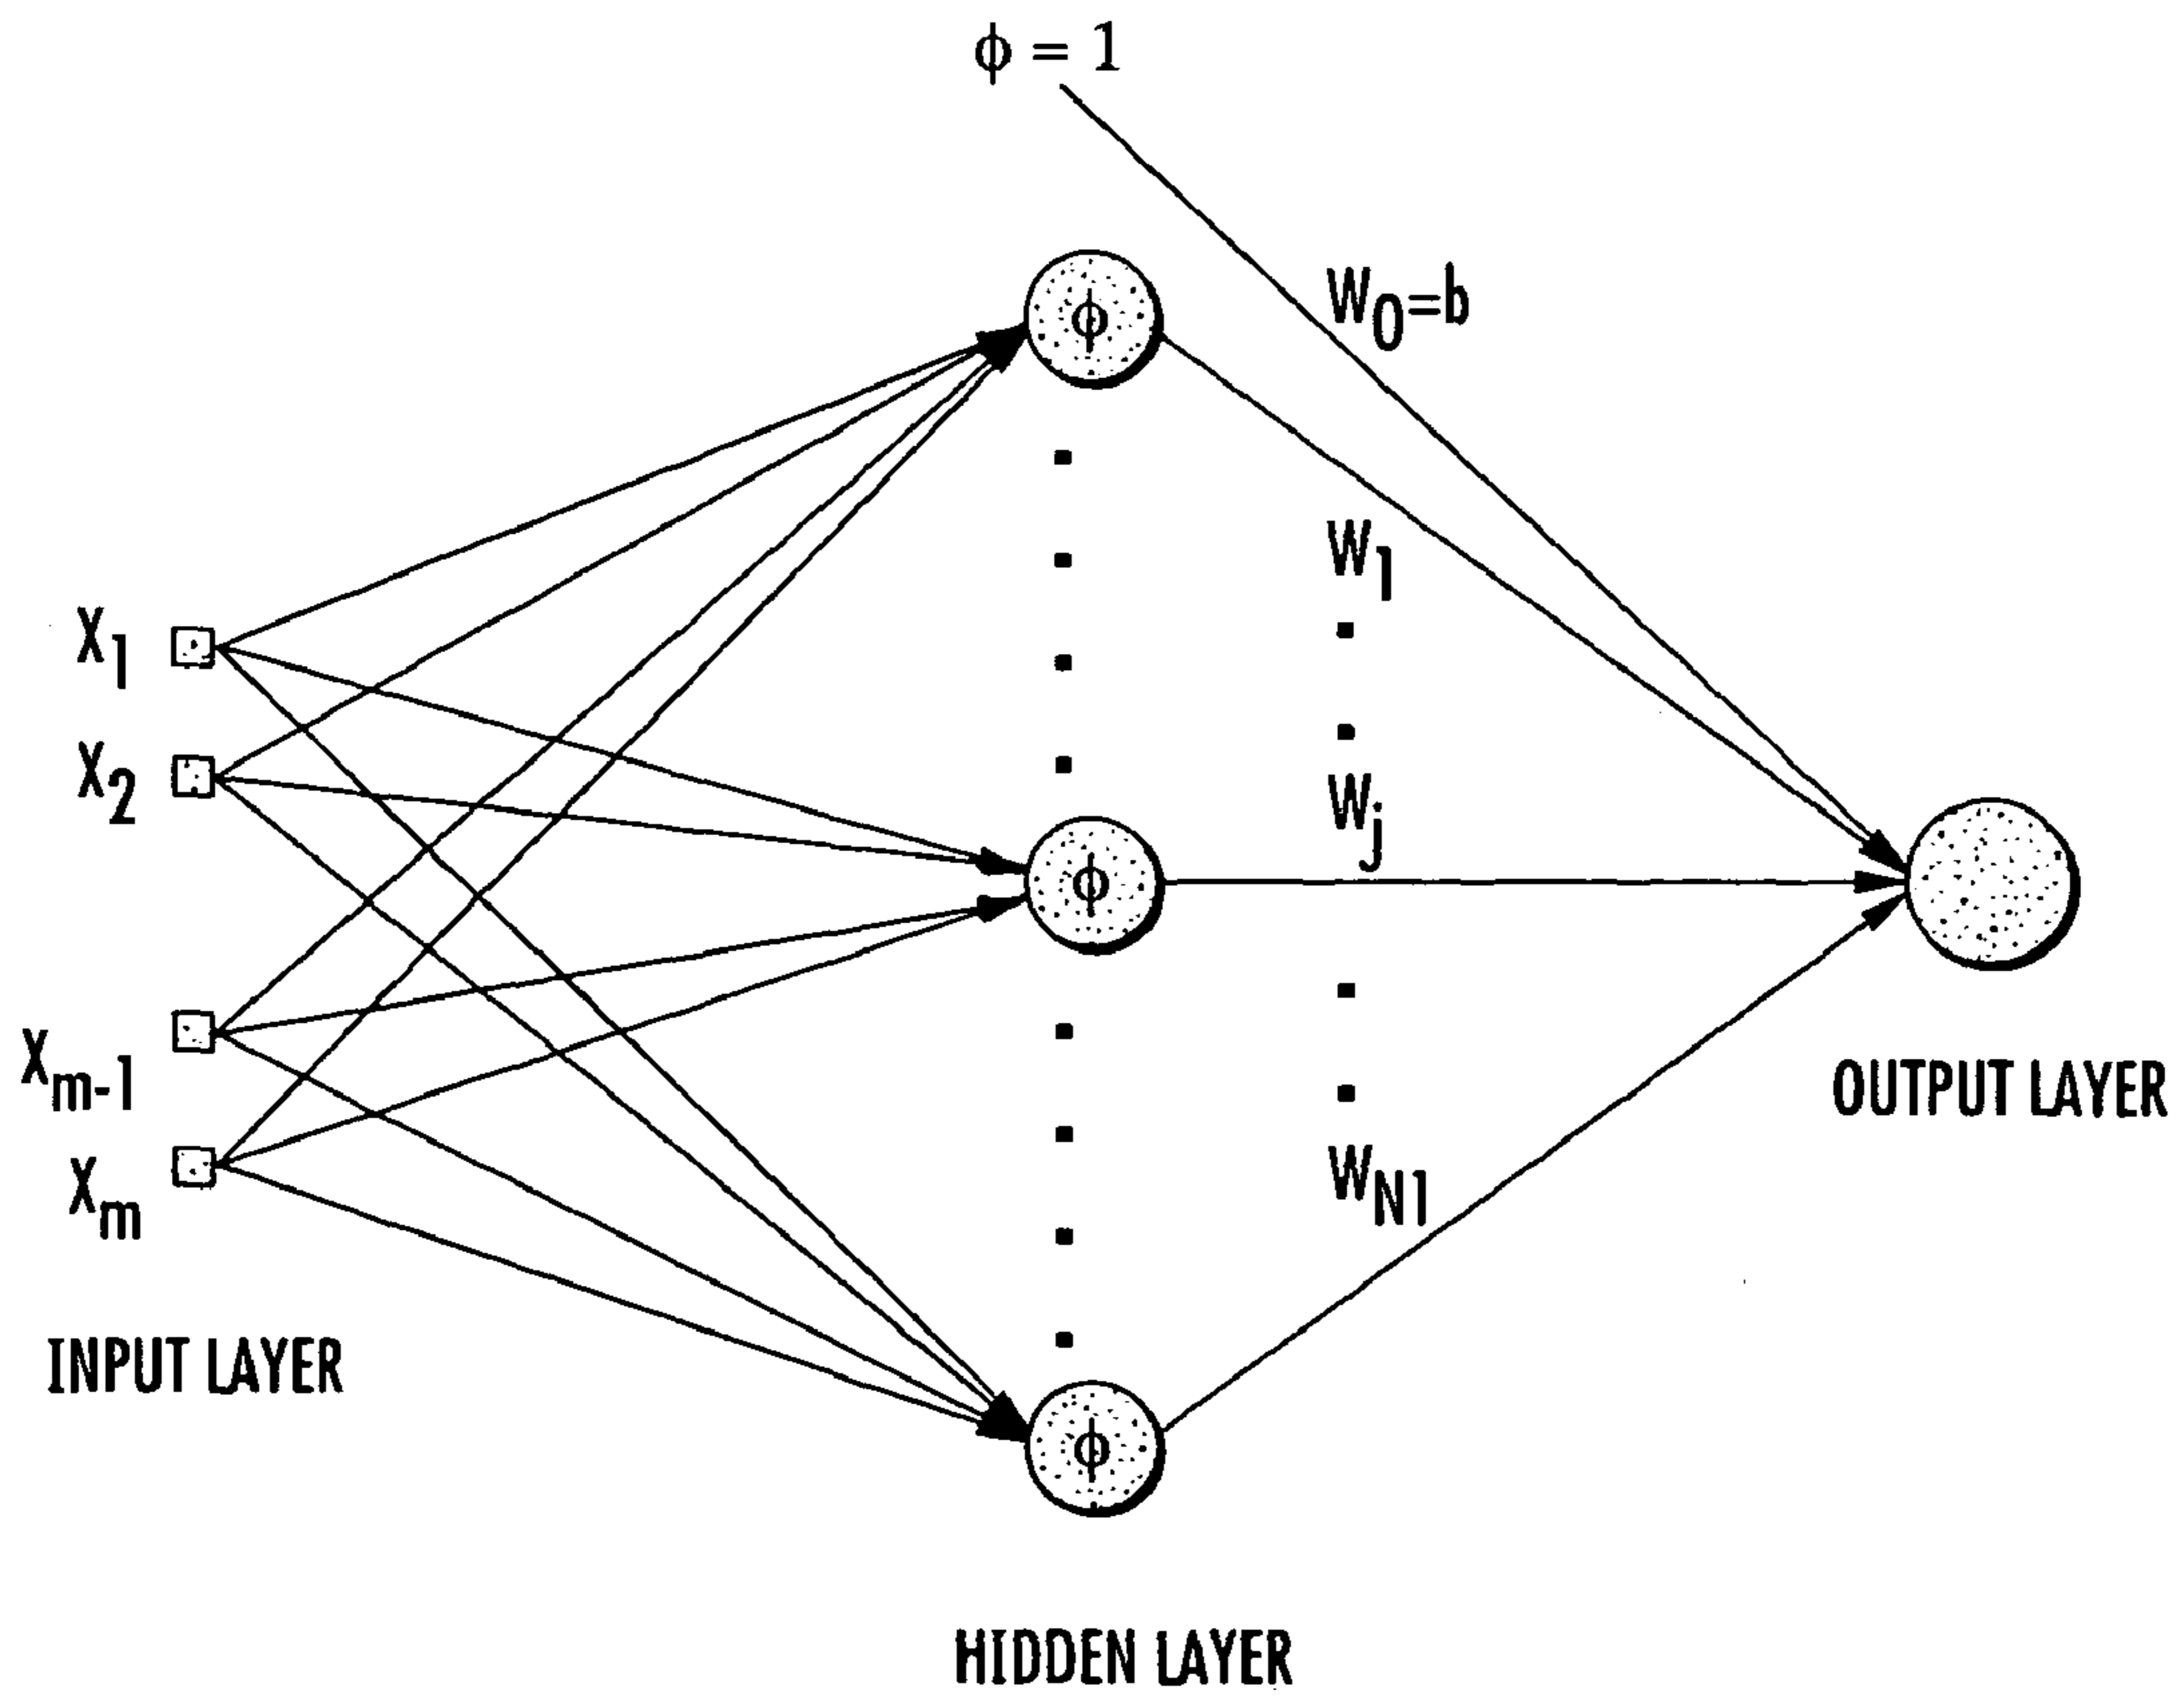 ϕ = 1
W0=b
ϕ
W1
X1
X2
Wj
ϕ
Xm-1
OUTPUT LAYER
Xm
WN1
INPUT LAYER
ϕ
HIDDEN LAYER